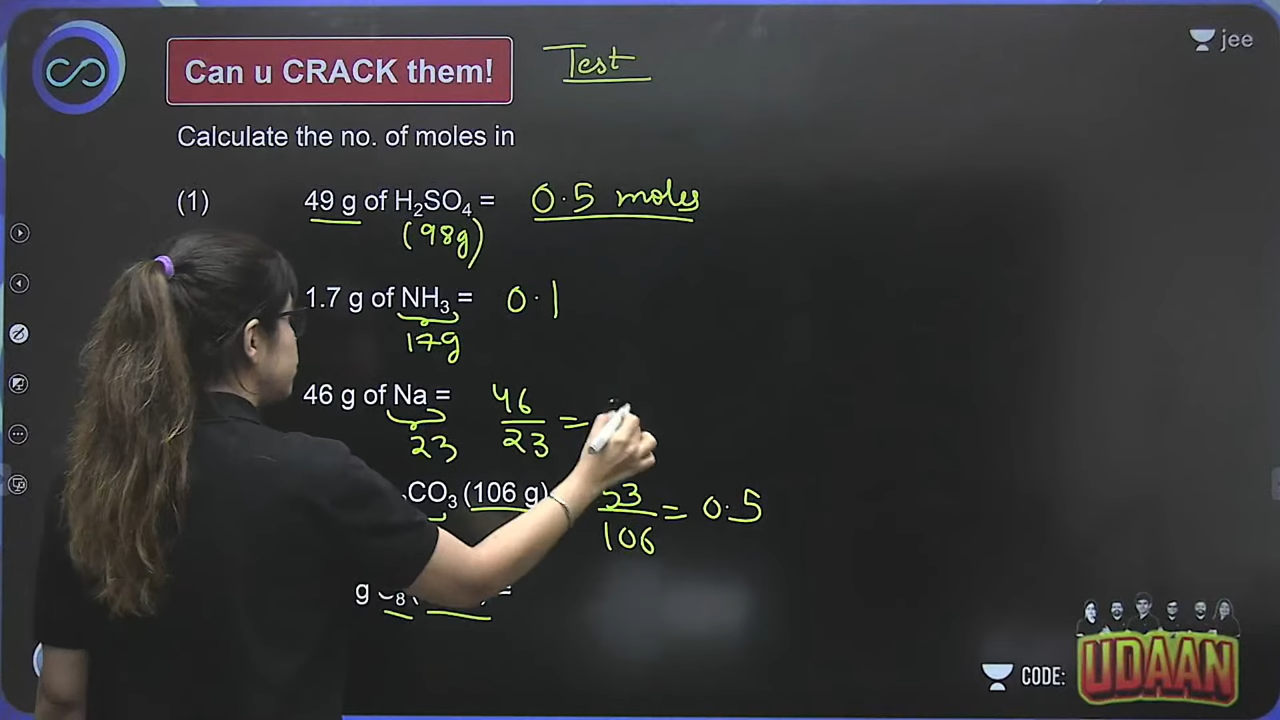 Can u CRACK them! Test
jee
Calculate the no. of moles in
(1) 49 g of H₂SO₄ = 0.5 moles
(98g)
1.7 g of NH₃ = 0.1
17g
46 g of Na = 46/23 =
23
CO₃ (106 g) 53/106 = 0.5
g 8 ( =
CODE: UDAAN